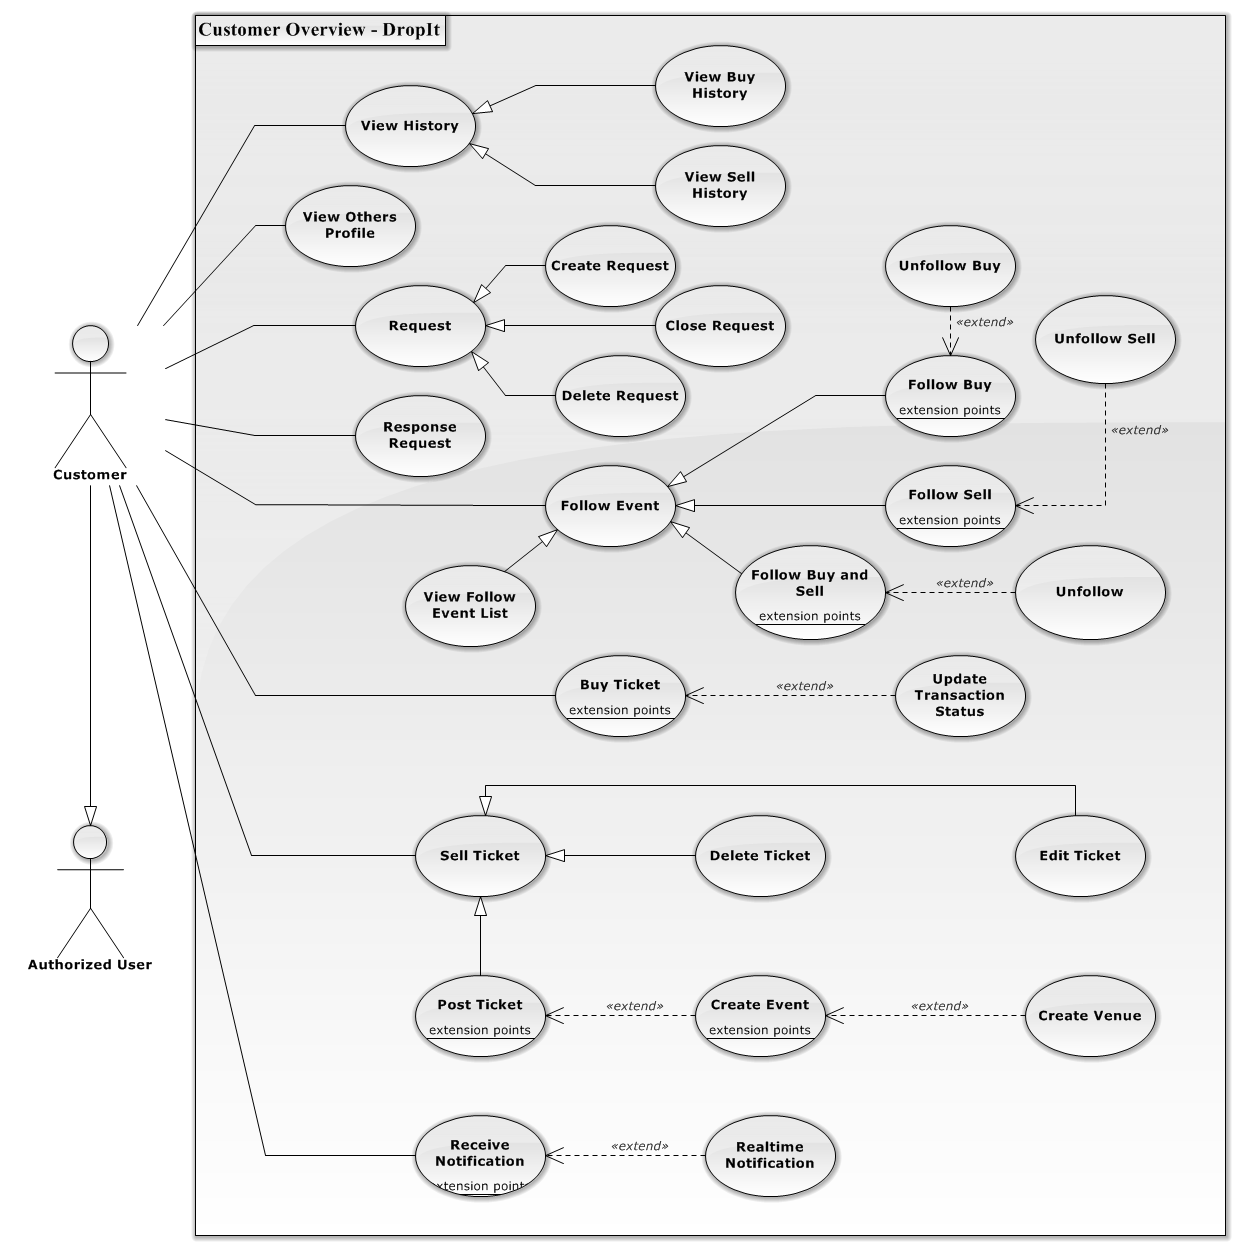 Customer Overview - DropIt
View Buy
History
View History
View Sell
History
View Others
Profile
Create Request
Unfollow Buy
«extend»
Request
Close Request
Unfollow Sell
Follow Buy
extension points
Delete Request
Response
Request
«extend»
Customer
Follow Event
Follow Sell
extension points
Follow Buy and
Sell
extension points
«extend»
Unfollow
View Follow
Event List
Buy Ticket
extension points
«extend»
Update
Transaction
Status
Sell Ticket
Delete Ticket
Edit Ticket
Authorized User
Post Ticket
extension points
«extend»
Create Event
extension points
«extend»
Create Venue
Receive
Notification
extension points
«extend»
Realtime
Notification